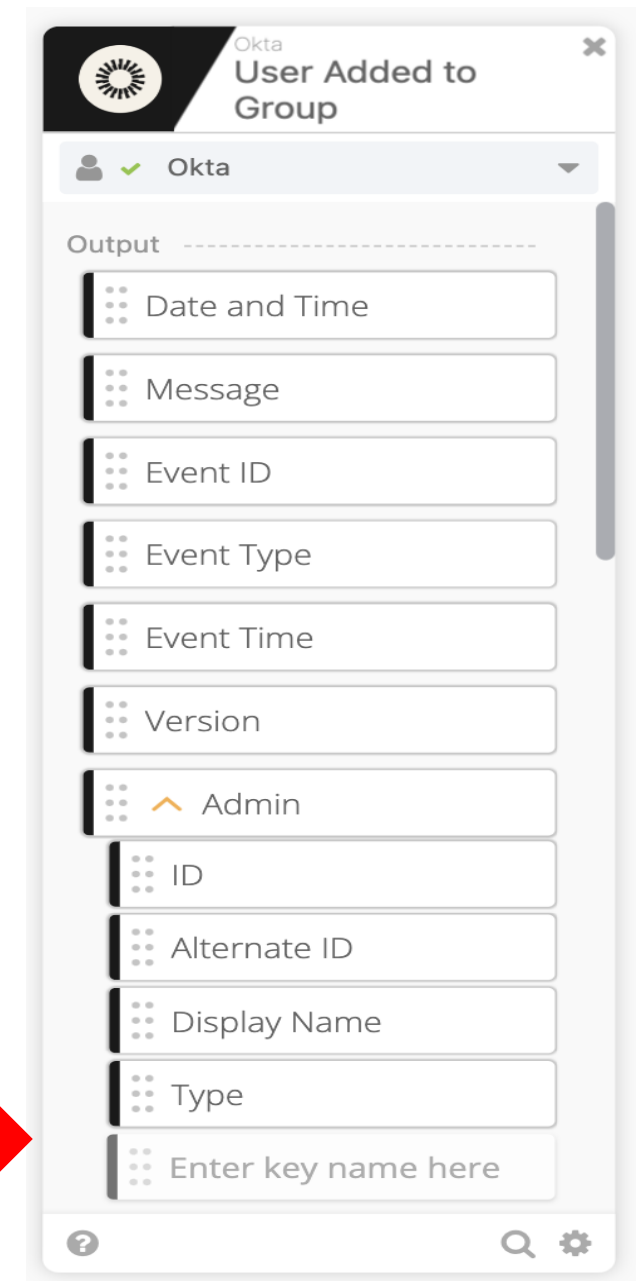 Okta
User Added to
Group
Okta
Output
Date and Time
Message
Event ID
Event Type
Event Time
Version
Admin
ID
Alternate ID
Display Name
Type
Enter key name here